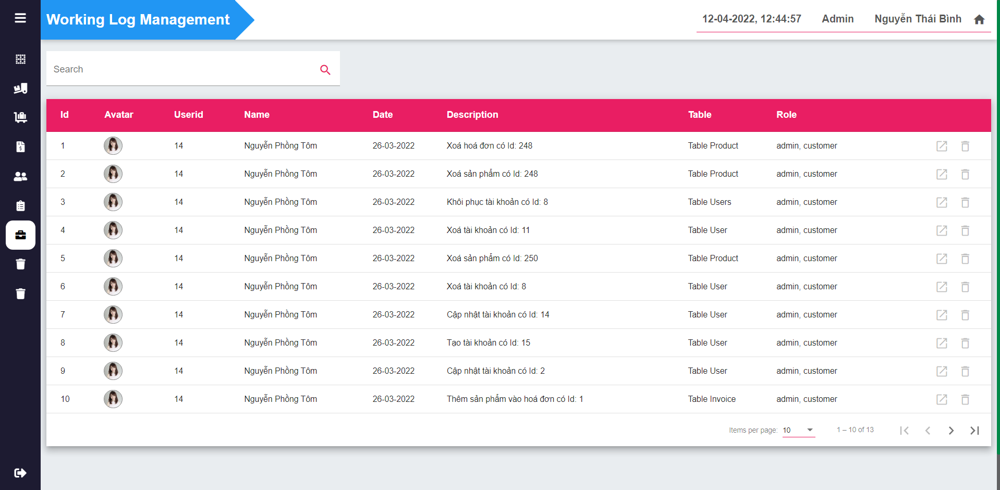 Working Log Management
12-04-2022, 12:44:57 Admin Nguyễn Thái Bình
Search
Id Avatar Userid Name Date Description Table Role
1 14 Nguyễn Phồng Tôm 26-03-2022 Xoá hoá đơn có Id: 248 Table Product admin, customer
2 14 Nguyễn Phồng Tôm 26-03-2022 Xoá sản phẩm có Id: 248 Table Product admin, customer
3 14 Nguyễn Phồng Tôm 26-03-2022 Khôi phục tài khoản có Id: 8 Table Users admin, customer
4 14 Nguyễn Phồng Tôm 26-03-2022 Xoá tài khoản có Id: 11 Table User admin, customer
5 14 Nguyễn Phồng Tôm 26-03-2022 Xoá sản phẩm có Id: 250 Table Product admin, customer
6 14 Nguyễn Phồng Tôm 26-03-2022 Xoá tài khoản có Id: 8 Table User admin, customer
7 14 Nguyễn Phồng Tôm 26-03-2022 Cập nhật tài khoản có Id: 14 Table User admin, customer
8 14 Nguyễn Phồng Tôm 26-03-2022 Tạo tài khoản có Id: 15 Table User admin, customer
9 14 Nguyễn Phồng Tôm 26-03-2022 Cập nhật tài khoản có Id: 2 Table User admin, customer
10 14 Nguyễn Phồng Tôm 26-03-2022 Thêm sản phẩm vào hoá đơn có Id: 1 Table Invoice admin, customer
Items per page: 10 1 – 10 of 13